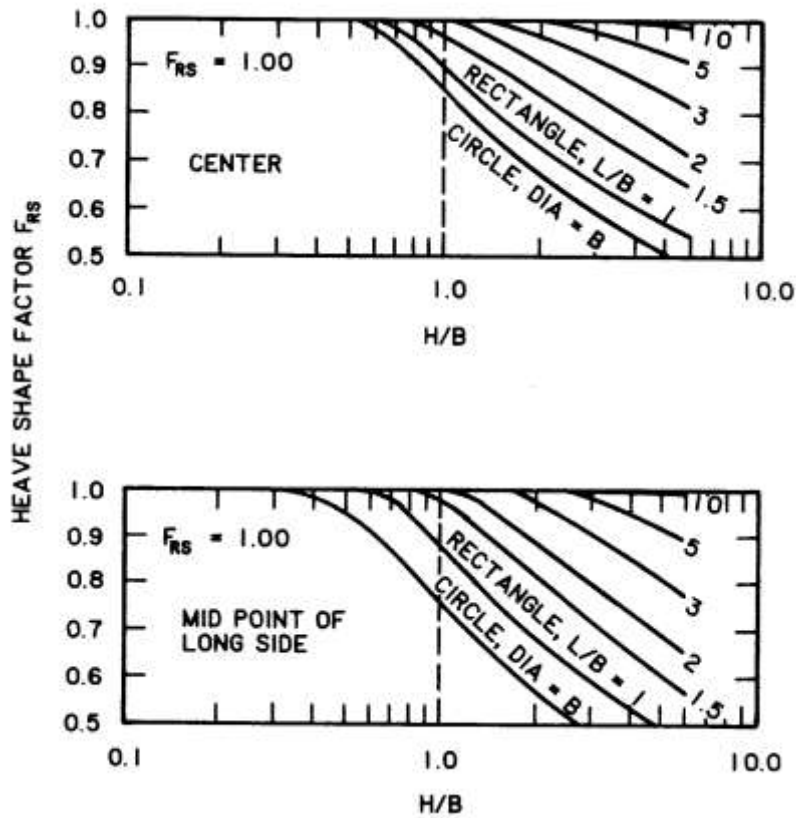 HEAVE SHAPE FACTOR F_RS
1.0
0.9
0.8
0.7
0.6
0.5
F_RS = 1.00
CENTER
RECTANGLE, L/B = 1
CIRCLE, DIA = B
10
5
3
2
1.5
0.1
1.0
10.0
H/B
1.0
0.9
0.8
0.7
0.6
0.5
F_RS = 1.00
MID POINT OF
LONG SIDE
RECTANGLE, L/B = 1
CIRCLE, DIA = B
10
5
3
2
1.5
0.1
1.0
10.0
H/B